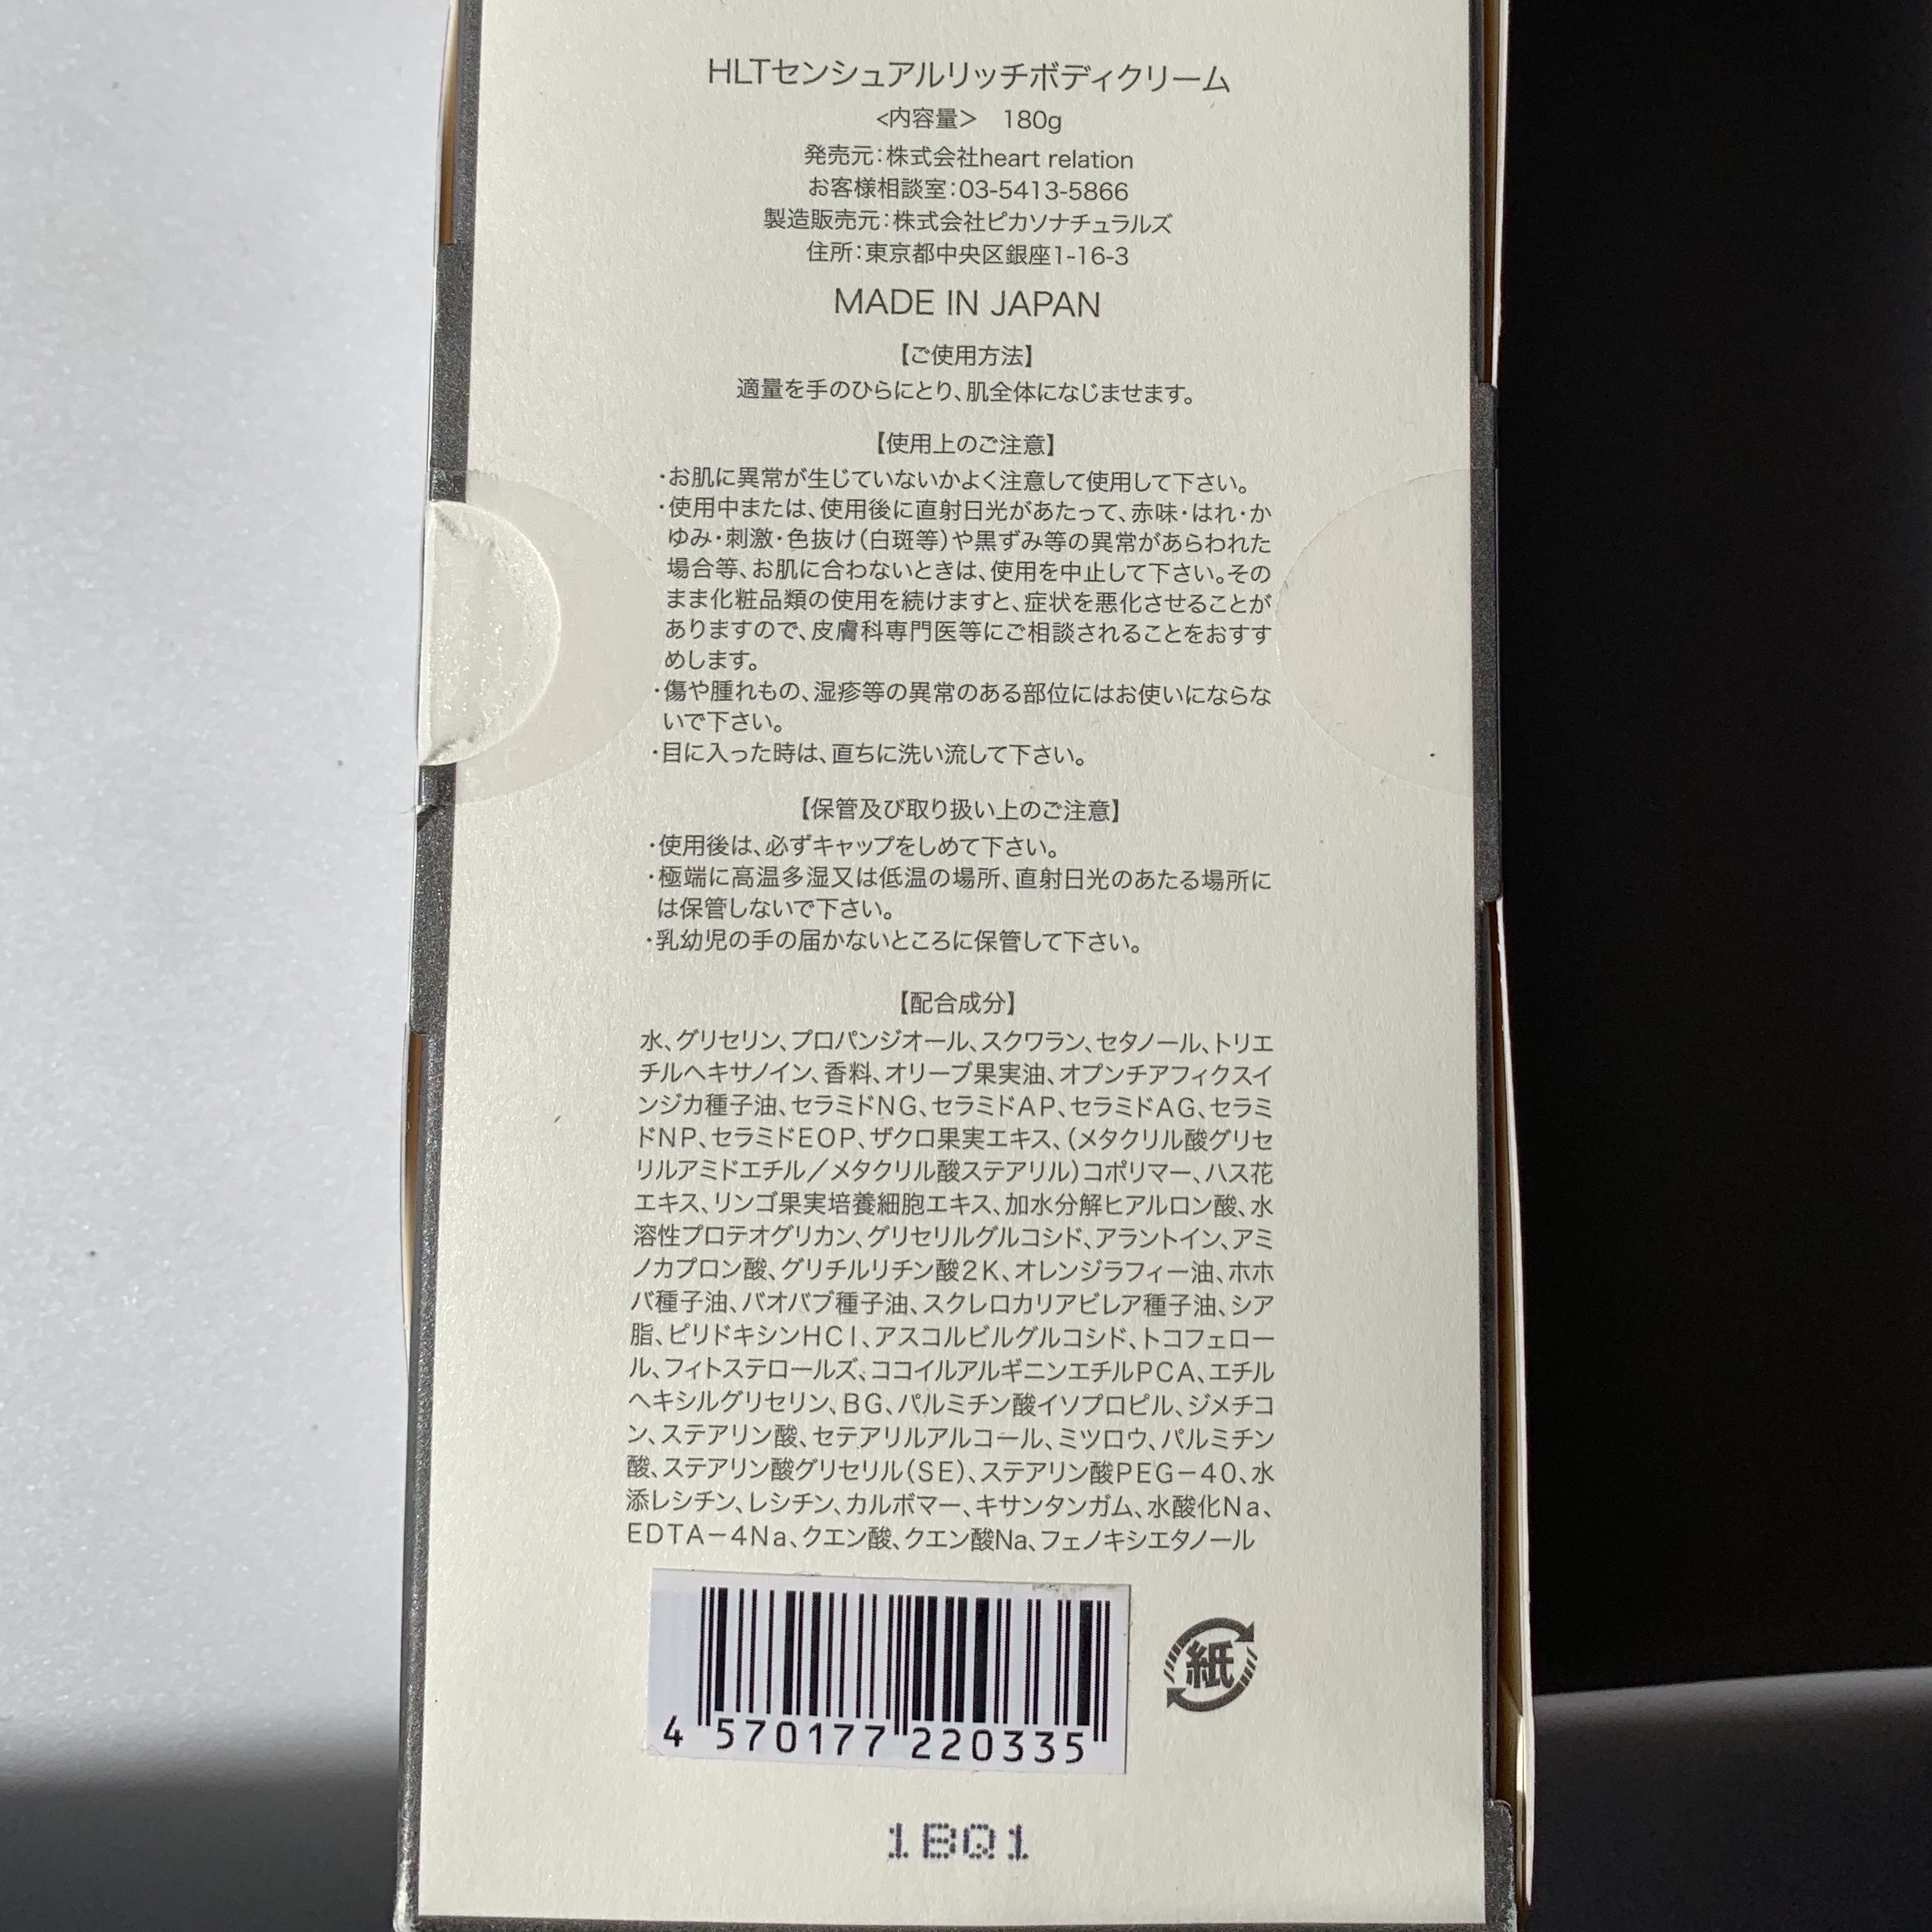 HLTセンシュアルリッチボディクリーム
<内容量>　180g
発売元：株式会社heart relation
お客様相談室：03-5413-5866
製造販売元：株式会社ピカソナチュラルズ
住所：東京都中央区銀座1-16-3
MADE IN JAPAN
【ご使用方法】
適量を手のひらにとり、肌全体になじませます。
【使用上のご注意】
・お肌に異常が生じていないかよく注意して使用して下さい。
・使用中または、使用後に直射日光があたって、赤味・はれ・か
ゆみ・刺激・色抜け（白斑等）や黒ずみ等の異常があらわれた
場合等、お肌に合わないときは、使用を中止して下さい。その
まま化粧品類の使用を続けますと、症状を悪化させることが
ありますので、皮膚科専門医等にご相談されることをおすす
めします。
・傷や腫れもの、湿疹等の異常のある部位にはお使いにならな
いで下さい。
・目に入った時は、直ちに洗い流して下さい。
【保管及び取り扱い上のご注意】
・使用後は、必ずキャップをしめて下さい。
・極端に高温多湿又は低温の場所、直射日光のあたる場所に
は保管しないで下さい。
・乳幼児の手の届かないところに保管して下さい。
【配合成分】
水、グリセリン、プロパンジオール、スクワラン、セタノール、トリエ
チルヘキサノイン、香料、オリーブ果実油、オプンチアフィクスイ
ンジカ種子油、セラミドNG、セラミドAP、セラミドAG、セラミ
ドNP、セラミドEOP、ザクロ果実エキス、（メタクリル酸グリセ
リルアミドエチル／メタクリル酸ステアリル）コポリマー、ハス花
エキス、リンゴ果実培養細胞エキス、加水分解ヒアルロン酸、水
溶性プロテオグリカン、グリセリルグルコシド、アラントイン、アミ
ノカプロン酸、グリチルリチン酸2K、オレンジラフィー油、ホホ
バ種子油、バオバブ種子油、スクレロカリアビレア種子油、シア
脂、ピリドキシンHCl、アスコルビルグルコシド、トコフェロー
ル、フィトステロールズ、ココイルアルギニンエチルPCA、エチル
ヘキシルグリセリン、BG、パルミチン酸イソプロピル、ジメチコ
ン、ステアリン酸、セテアリルアルコール、ミツロウ、パルミチン
酸、ステアリン酸グリセリル（SE）、ステアリン酸PEG－40、水
添レシチン、レシチン、カルボマー、キサンタンガム、水酸化Na、
EDTA－4Na、クエン酸、クエン酸Na、フェノキシエタノール
紙
4 570177 220335
1BQ1